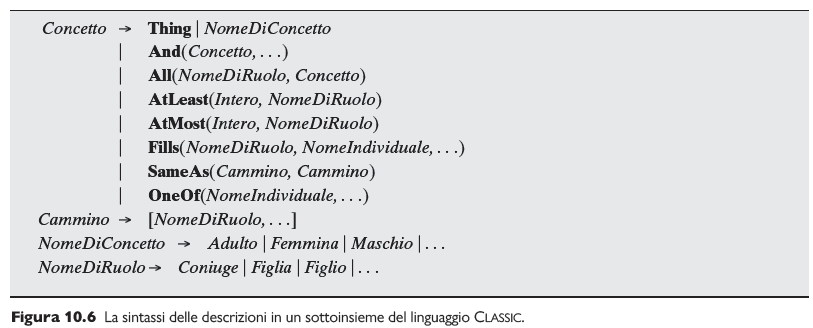 Concetto → Thing | NomeDiConcetto
| And(Concetto, . . .)
| All(NomeDiRuolo, Concetto)
| AtLeast(Intero, NomeDiRuolo)
| AtMost(Intero, NomeDiRuolo)
| Fills(NomeDiRuolo, NomeIndividuale, . . .)
| SameAs(Cammino, Cammino)
| OneOf(NomeIndividuale, . . .)
Cammino → [NomeDiRuolo, . . .]
NomeDiConcetto → Adulto | Femmina | Maschio | . . .
NomeDiRuolo → Coniuge | Figlia | Figlio | . . .
Figura 10.6 La sintassi delle descrizioni in un sottoinsieme del linguaggio CLASSIC.